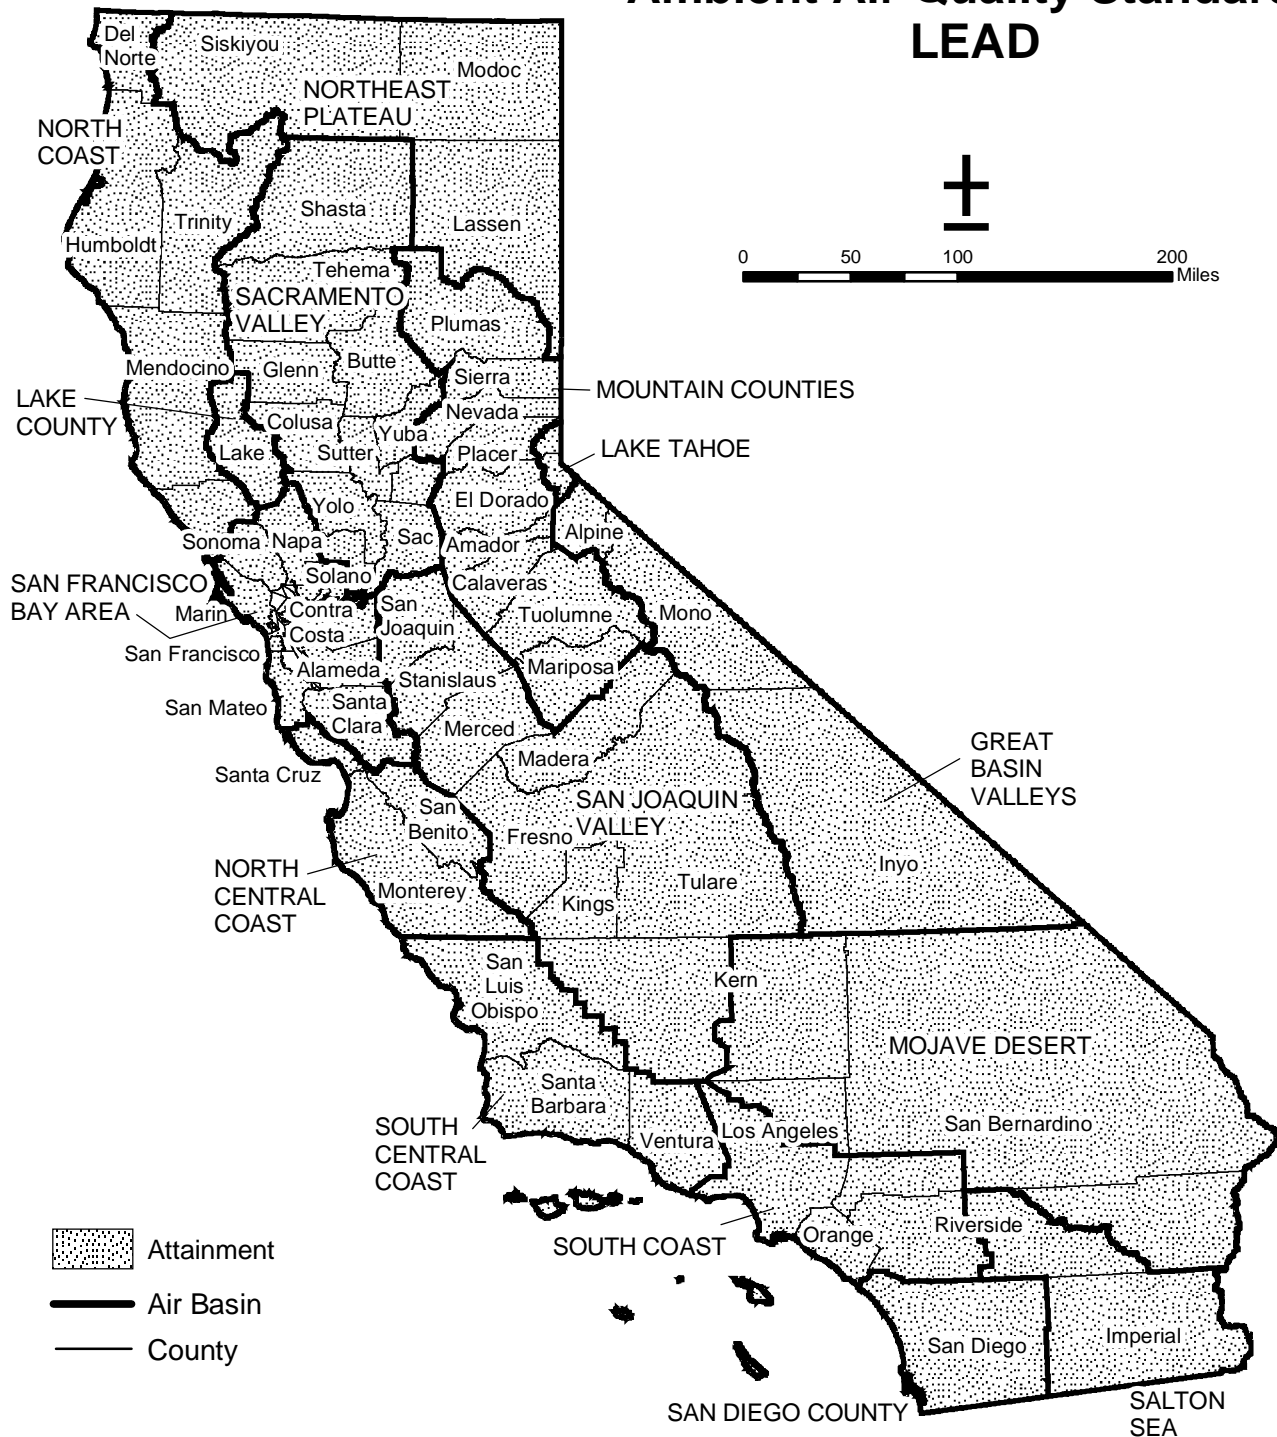 Ambient Air Quality Standard
LEAD
Del
Norte
Siskiyou
Modoc
NORTHEAST
PLATEAU
NORTH
COAST
Shasta
Trinity
Lassen
Humboldt
0 50 100 200
Miles
Tehema
SACRAMENTO
VALLEY
Plumas
Mendocino
Glenn
Butte
Sierra
MOUNTAIN COUNTIES
LAKE
COUNTY
Nevada
Colusa
Yuba
Lake
Sutter
Placer
LAKE TAHOE
Yolo
El Dorado
Sonoma
Napa
Sac
Amador
Alpine
Solano
Calaveras
SAN FRANCISCO
BAY AREA
Marin
Contra
Costa
San
Joaquin
Tuolumne
Mono
San Francisco
Alameda
Stanislaus
Mariposa
San Mateo
Santa
Clara
Merced
Madera
GREAT
BASIN
VALLEYS
Santa Cruz
San
Benito
SAN JOAQUIN
VALLEY
Fresno
Inyo
NORTH
CENTRAL
COAST
Monterey
Kings
Tulare
San
Luis
Obispo
Kern
MOJAVE DESERT
Santa
Barbara
San Bernardino
SOUTH
CENTRAL
COAST
Ventura
Los Angeles
Riverside
Orange
SOUTH COAST
Attainment
Air Basin
County
San Diego
Imperial
SAN DIEGO COUNTY
SALTON
SEA